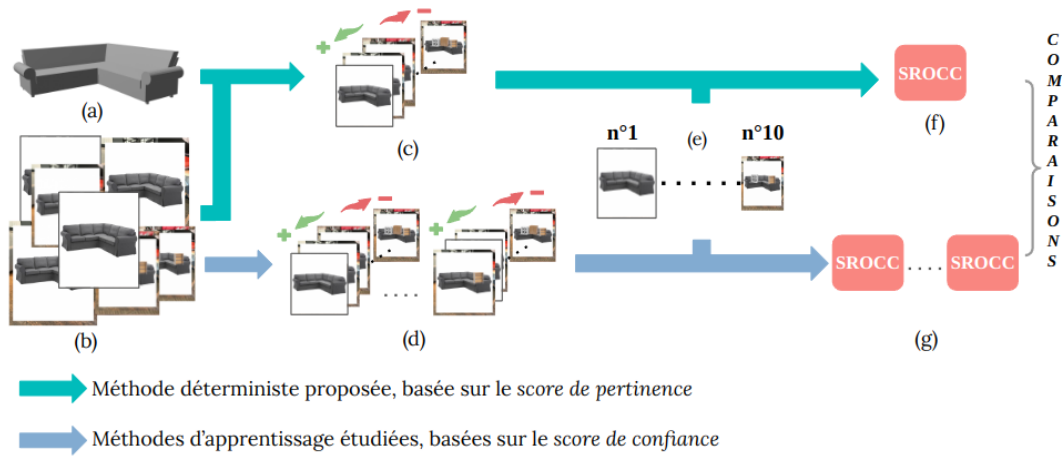 (a)
(b)
+ −
(c)
+ − + −
....
(d)
(e)
n°1 n°10
......
SROCC
(f)
SROCC .... SROCC
(g)
COMPARAISONS
Méthode déterministe proposée, basée sur le score de pertinence
Méthodes d'apprentissage étudiées, basées sur le score de confiance